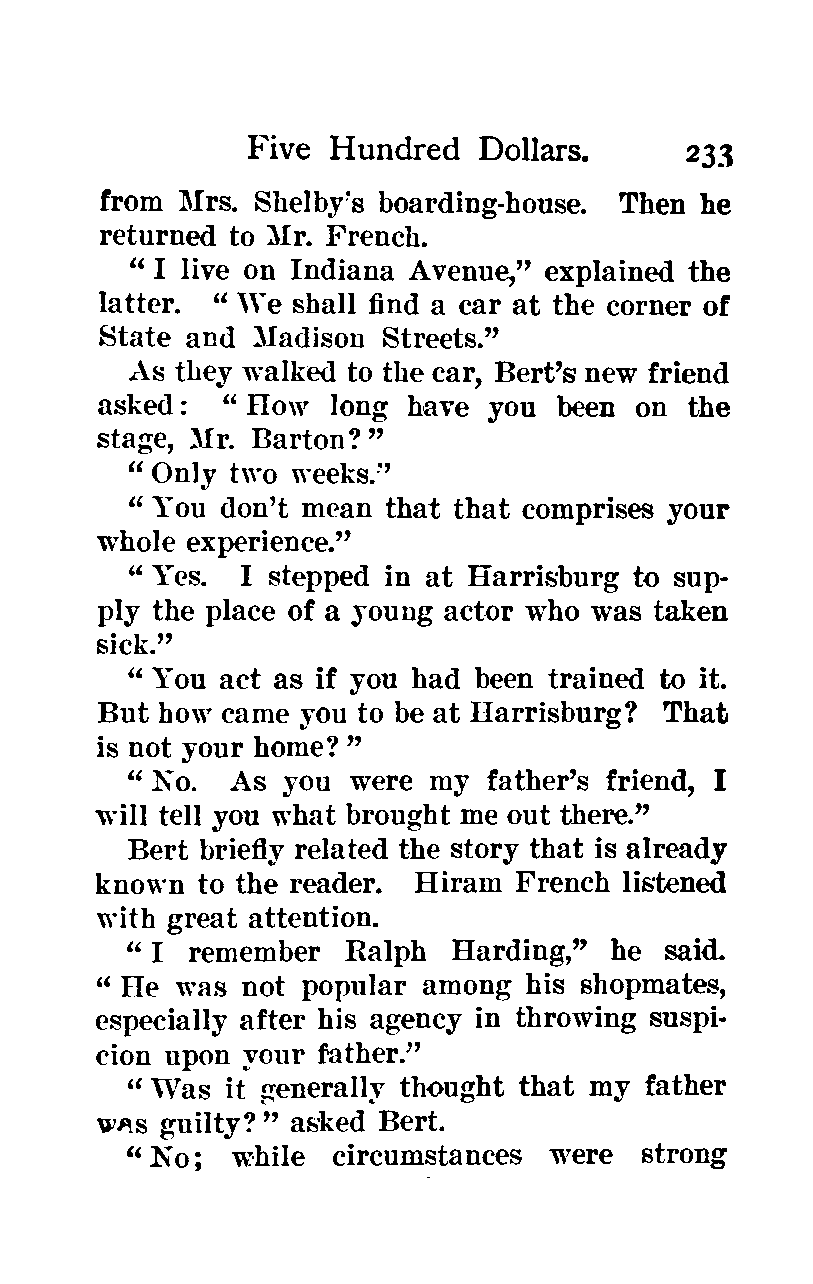 Five Hundred Dollars. 233
from Mrs. Shelby's boarding-house. Then he
returned to Mr. French.
“ I live on Indiana Avenue,” explained the
latter. “ We shall find a car at the corner of
State and Madison Streets.”
As they walked to the car, Bert’s new friend
asked: “ How long have you been on the
stage, Mr. Barton? ”
“ Only two weeks.”
“ You don’t mean that that comprises your
whole experience.”
“ Yes. I stepped in at Harrisburg to sup-
ply the place of a young actor who was taken
sick.”
“ You act as if you had been trained to it.
But how came you to be at Harrisburg? That
is not your home? ”
“ No. As you were my father’s friend, I
will tell you what brought me out there.”
Bert briefly related the story that is already
known to the reader. Hiram French listened
with great attention.
“ I remember Ralph Harding,” he said.
“ He was not popular among his shopmates,
especially after his agency in throwing suspi-
cion upon your father.”
“ Was it generally thought that my father
was guilty? ” asked Bert.
“ No; while circumstances were strong